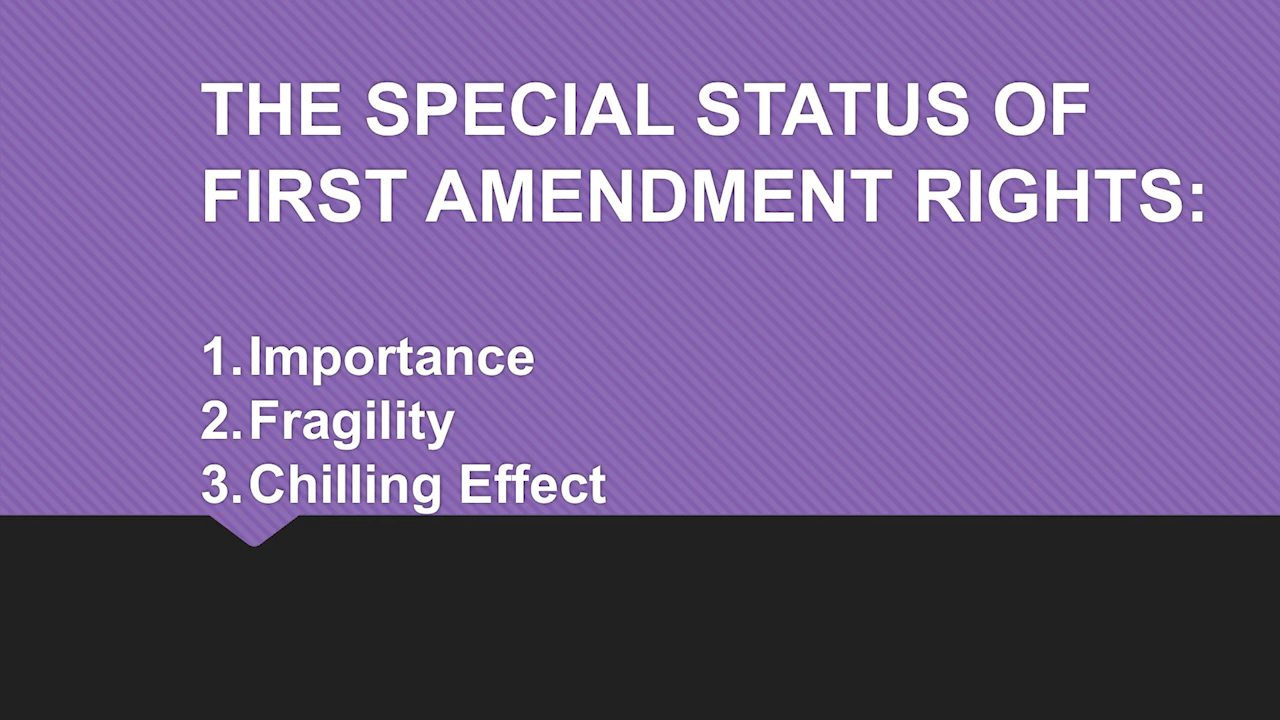 THE SPECIAL STATUS OF
FIRST AMENDMENT RIGHTS:
1. Importance
2. Fragility
3. Chilling Effect